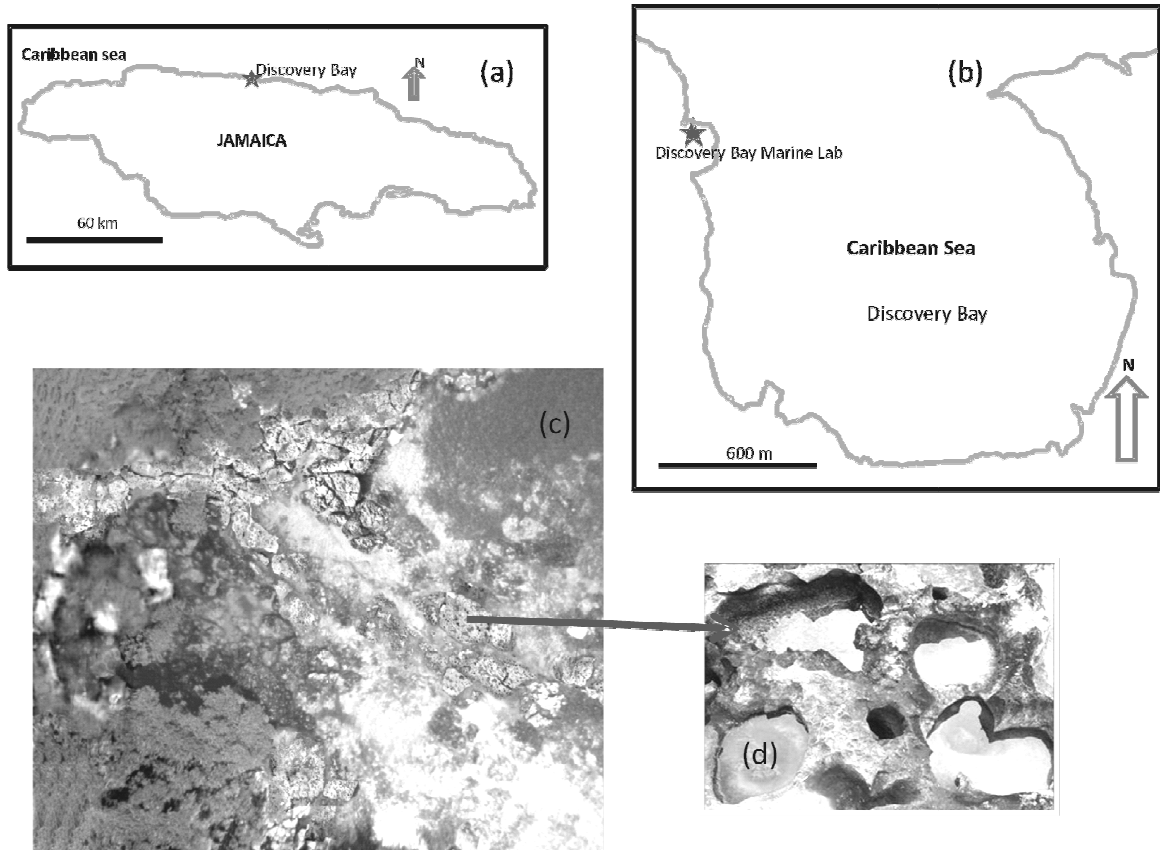 Caribbean sea
Discovery Bay
N
(a)
JAMAICA
60 km
(b)
Discovery Bay Marine Lab
Caribbean Sea
Discovery Bay
N
600 m
(c)
(d)